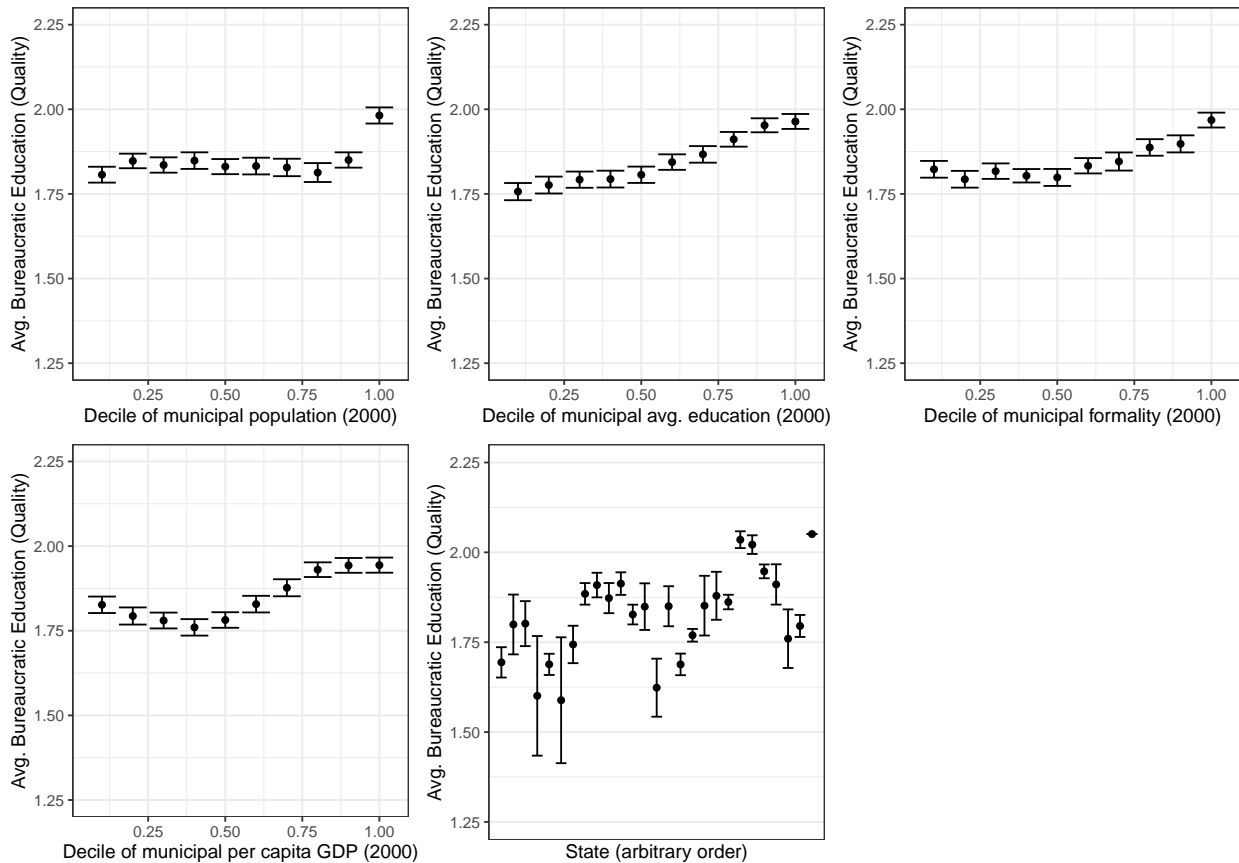 Avg. Bureaucratic Education (Quality)
2.25
2.00
1.75
1.50
1.25
0.25 0.50 0.75 1.00
Decile of municipal population (2000)
Avg. Bureaucratic Education (Quality)
2.25
2.00
1.75
1.50
1.25
0.25 0.50 0.75 1.00
Decile of municipal avg. education (2000)
Avg. Bureaucratic Education (Quality)
2.25
2.00
1.75
1.50
1.25
0.25 0.50 0.75 1.00
Decile of municipal formality (2000)
Avg. Bureaucratic Education (Quality)
2.25
2.00
1.75
1.50
1.25
0.25 0.50 0.75 1.00
Decile of municipal per capita GDP (2000)
Avg. Bureaucratic Education (Quality)
2.25
2.00
1.75
1.50
1.25
State (arbitrary order)